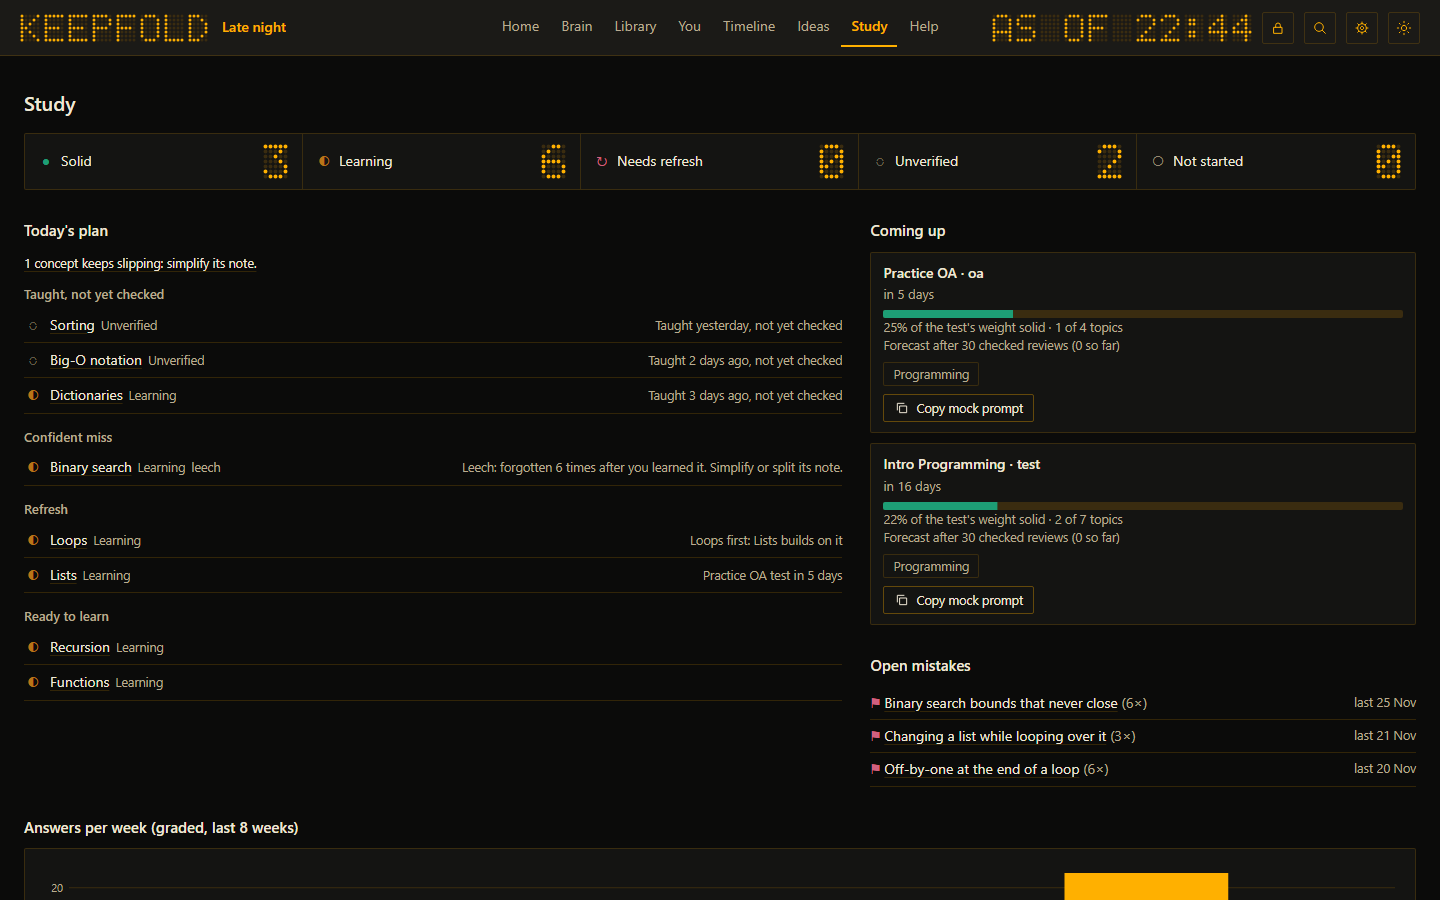 KEEPFOLD Late night Home Brain Library You Timeline Ideas Study Help AS OF 22:44
Study
Solid 3 Learning 6 Needs refresh 0 Unverified 2 Not started 0
Today's plan
1 concept keeps slipping: simplify its note.
Taught, not yet checked
Sorting Unverified Taught yesterday, not yet checked
Big-O notation Unverified Taught 2 days ago, not yet checked
Dictionaries Learning Taught 3 days ago, not yet checked
Confident miss
Binary search Learning leech Leech: forgotten 6 times after you learned it. Simplify or split its note.
Refresh
Loops Learning Loops first: Lists builds on it
Lists Learning Practice OA test in 5 days
Ready to learn
Recursion Learning
Functions Learning
Coming up
Practice OA · oa
in 5 days
25% of the test's weight solid · 1 of 4 topics
Forecast after 30 checked reviews (0 so far)
Programming
Copy mock prompt
Intro Programming · test
in 16 days
22% of the test's weight solid · 2 of 7 topics
Forecast after 30 checked reviews (0 so far)
Programming
Copy mock prompt
Open mistakes
Binary search bounds that never close (6×) last 25 Nov
Changing a list while looping over it (3×) last 21 Nov
Off-by-one at the end of a loop (6×) last 20 Nov
Answers per week (graded, last 8 weeks)
20